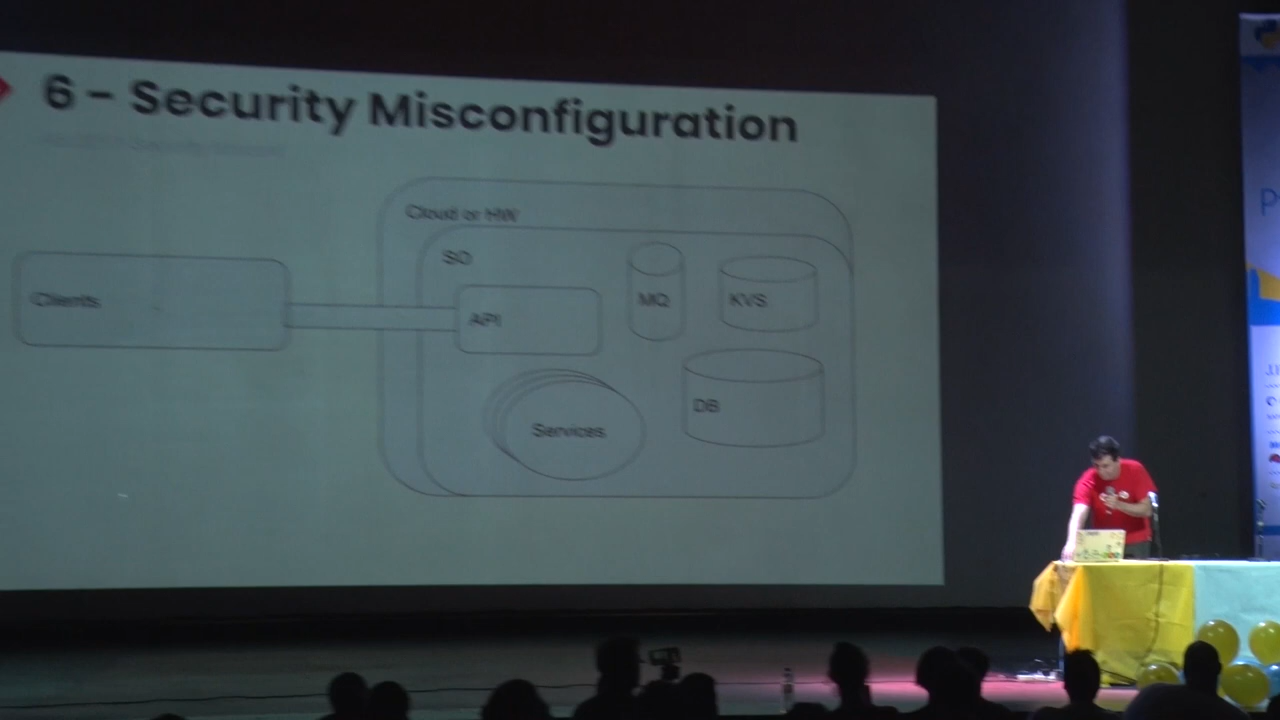 6 - Security Misconfiguration
Cloud or HW
SO
Clients
API
MQ
KVS
DB
Services